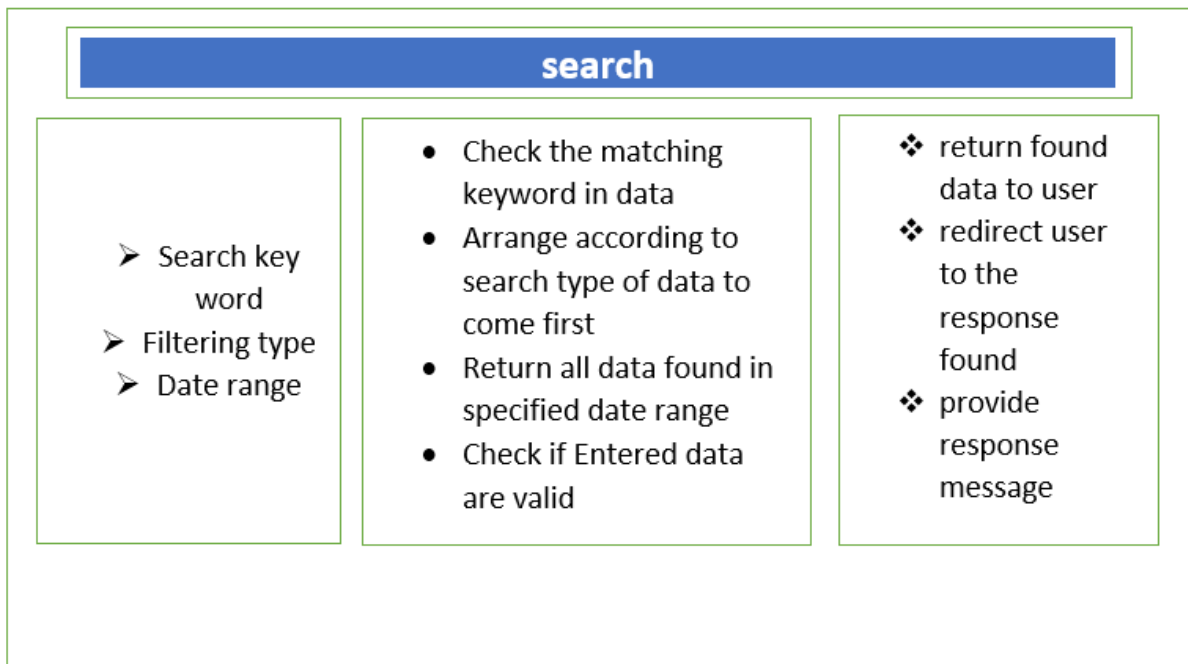 search
Search key
word
Filtering type
Date range
Check the matching
keyword in data
Arrange according to
search type of data to
come first
Return all data found in
specified date range
Check if Entered data
are valid
return found
data to user
redirect user
to the
response
found
provide
response
message